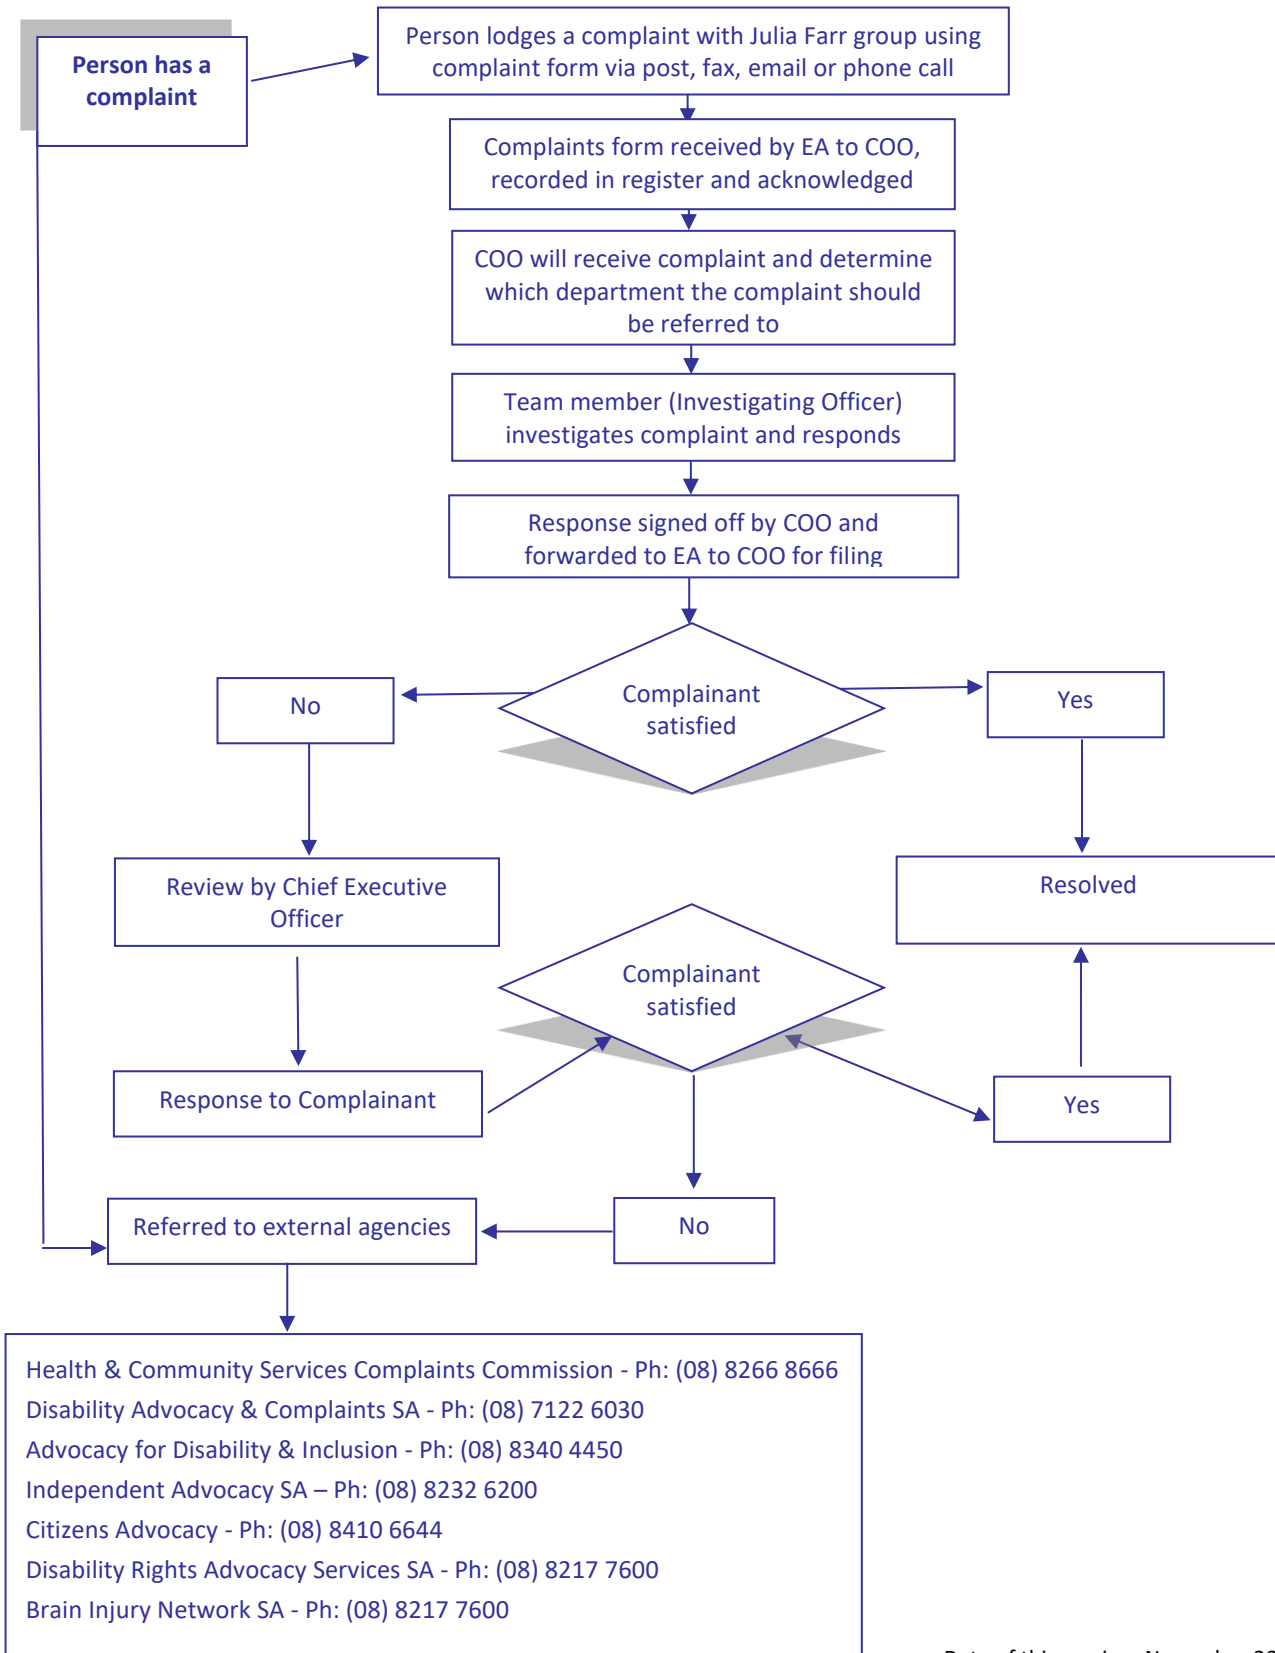 Person has a
complaint
Person lodges a complaint with Julia Farr group using
complaint form via post, fax, email or phone call
Complaints form received by EA to COO,
recorded in register and acknowledged
COO will receive complaint and determine
which department the complaint should
be referred to
Team member (Investigating Officer)
investigates complaint and responds
Response signed off by COO and
forwarded to EA to COO for filing
Complainant
satisfied
No
Yes
Review by Chief Executive
Officer
Resolved
Complainant
satisfied
Response to Complainant
Yes
Referred to external agencies
No
Health & Community Services Complaints Commission - Ph: (08) 8266 8666
Disability Advocacy & Complaints SA - Ph: (08) 7122 6030
Advocacy for Disability & Inclusion - Ph: (08) 8340 4450
Independent Advocacy SA – Ph: (08) 8232 6200
Citizens Advocacy - Ph: (08) 8410 6644
Disability Rights Advocacy Services SA - Ph: (08) 8217 7600
Brain Injury Network SA - Ph: (08) 8217 7600